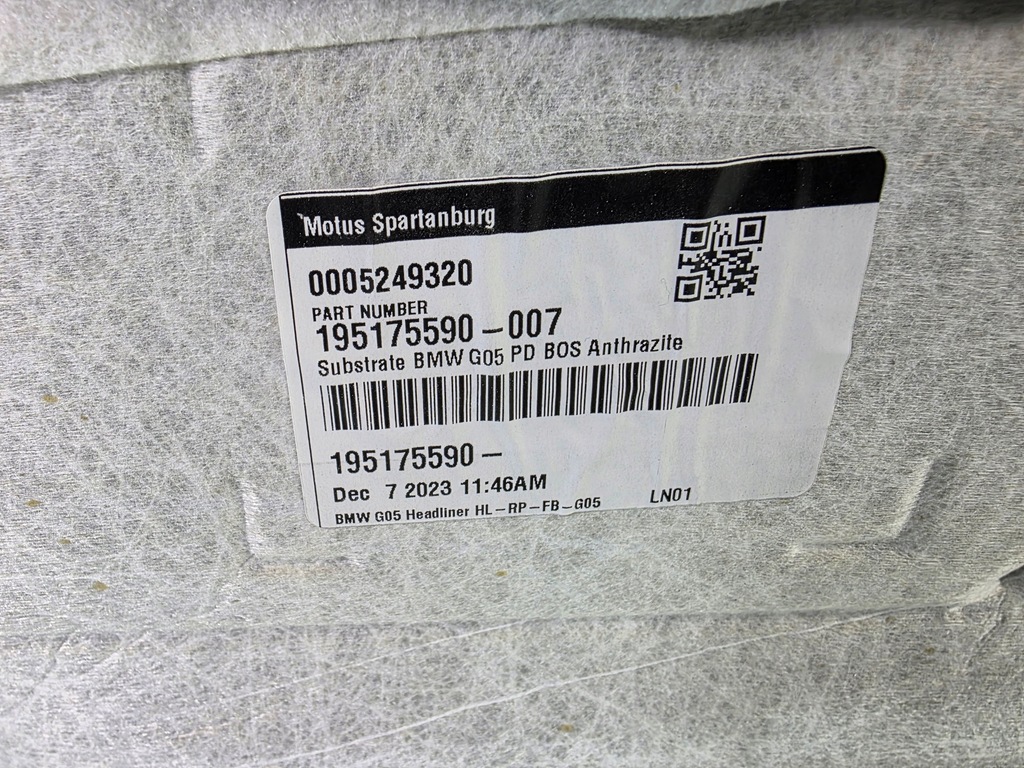 Motus Spartanburg
0005249320
PART NUMBER
195175590-007
Substrate BMW G05 PD BOS Anthrazite
195175590-
Dec 7 2023 11:46AM
BMW G05 Headliner HL-RP-FB-G05 LN01